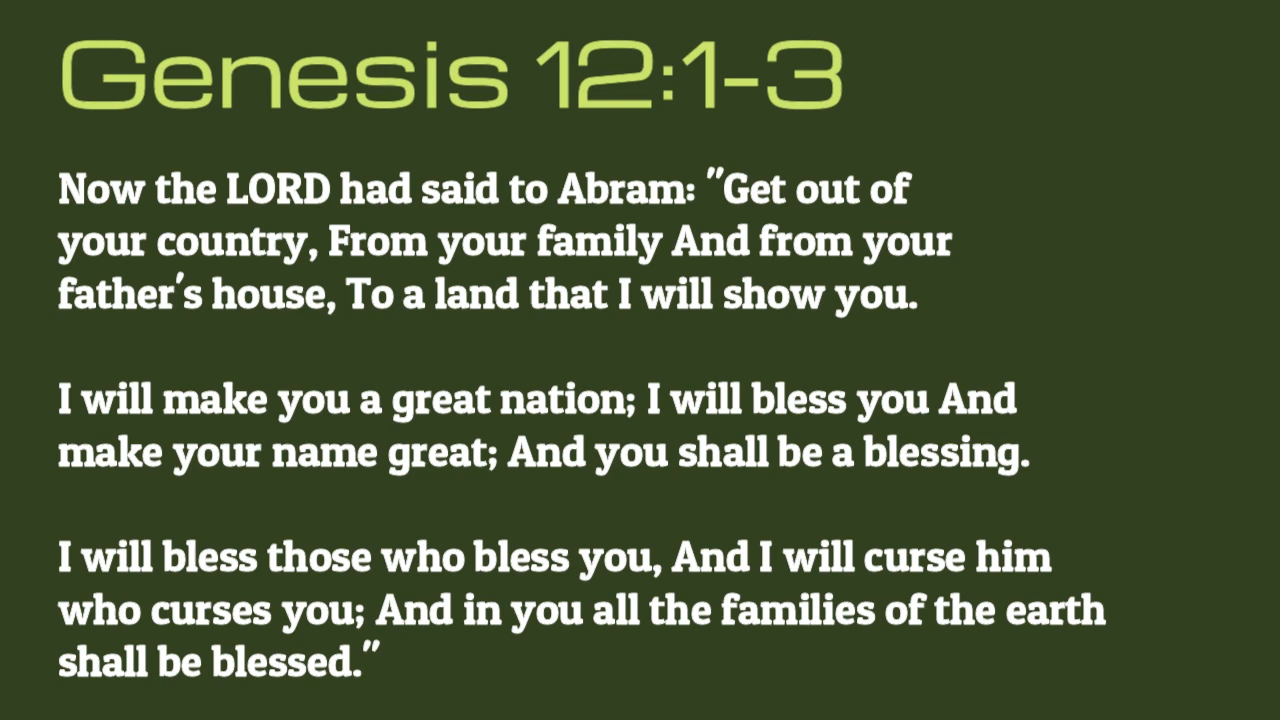 Genesis 12:1-3
Now the LORD had said to Abram: "Get out of
your country, From your family And from your
father's house, To a land that I will show you.
I will make you a great nation; I will bless you And
make your name great; And you shall be a blessing.
I will bless those who bless you, And I will curse him
who curses you; And in you all the families of the earth
shall be blessed."